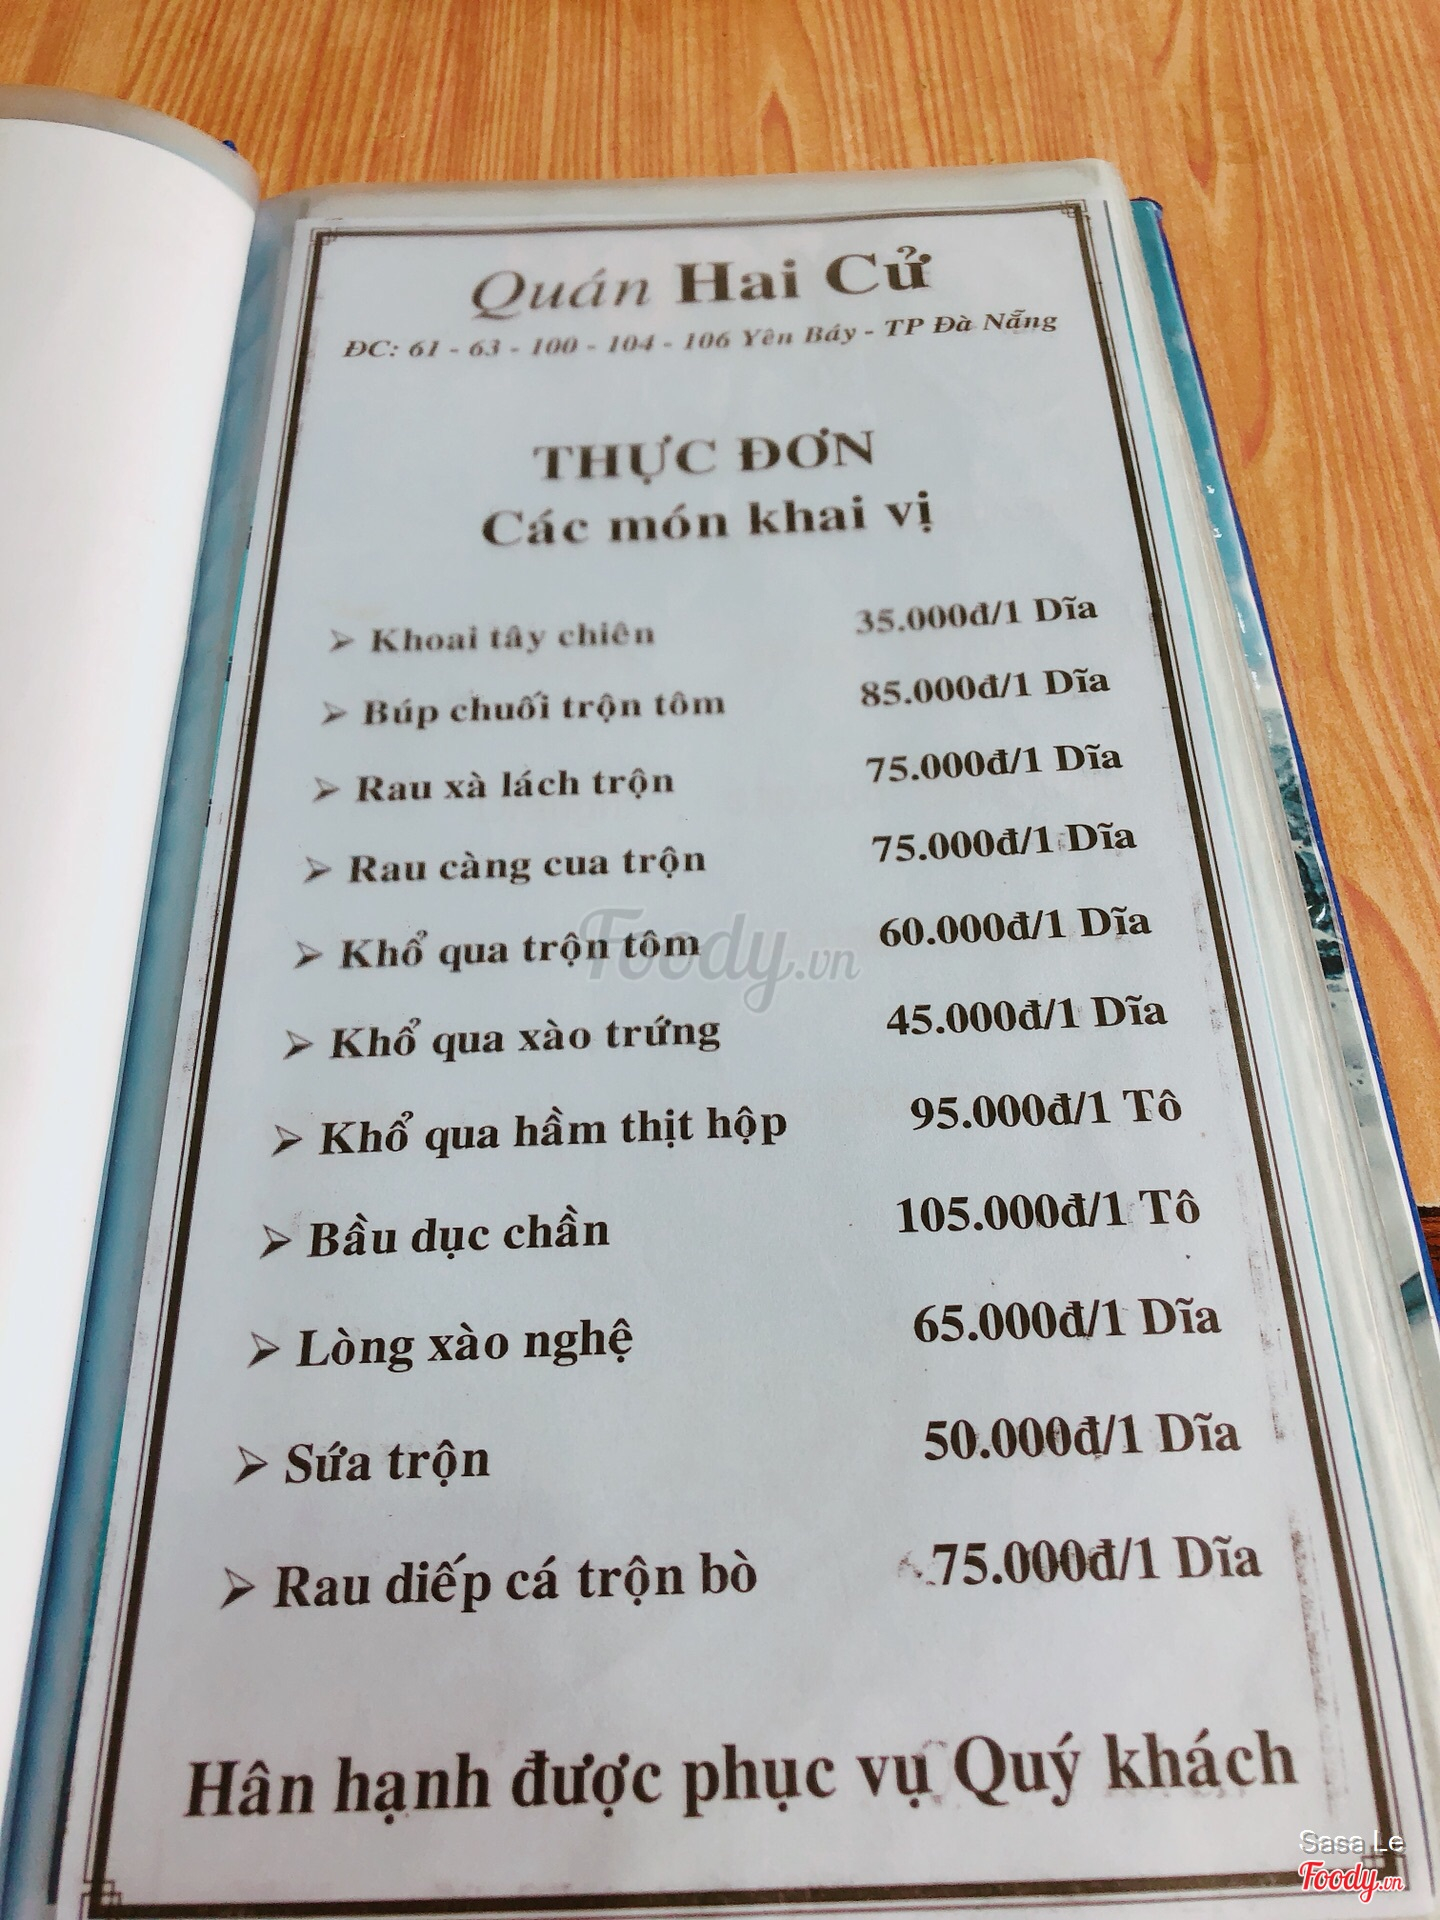 Quán Hai Cử
ĐC: 61 - 63 - 100 - 104 - 106 Yên Báy - TP Đà Nẵng
THỰC ĐƠN
Các món khai vị
➢ Khoai tây chiên 35.000đ/1 Dĩa
➢ Búp chuối trộn tôm 85.000đ/1 Dĩa
➢ Rau xà lách trộn 75.000đ/1 Dĩa
➢ Rau càng cua trộn 75.000đ/1 Dĩa
➢ Khổ qua trộn tôm 60.000đ/1 Dĩa
Foody.vn
➢ Khổ qua xào trứng 45.000đ/1 Dĩa
➢ Khổ qua hầm thịt hộp 95.000đ/1 Tô
➢ Bầu dục chần 105.000đ/1 Tô
➢ Lòng xào nghệ 65.000đ/1 Dĩa
➢ Sứa trộn 50.000đ/1 Dĩa
➢ Rau diếp cá trộn bò 75.000đ/1 Dĩa
Hân hạnh được phục vụ Quý khách
Sasa Le
Foody.vn